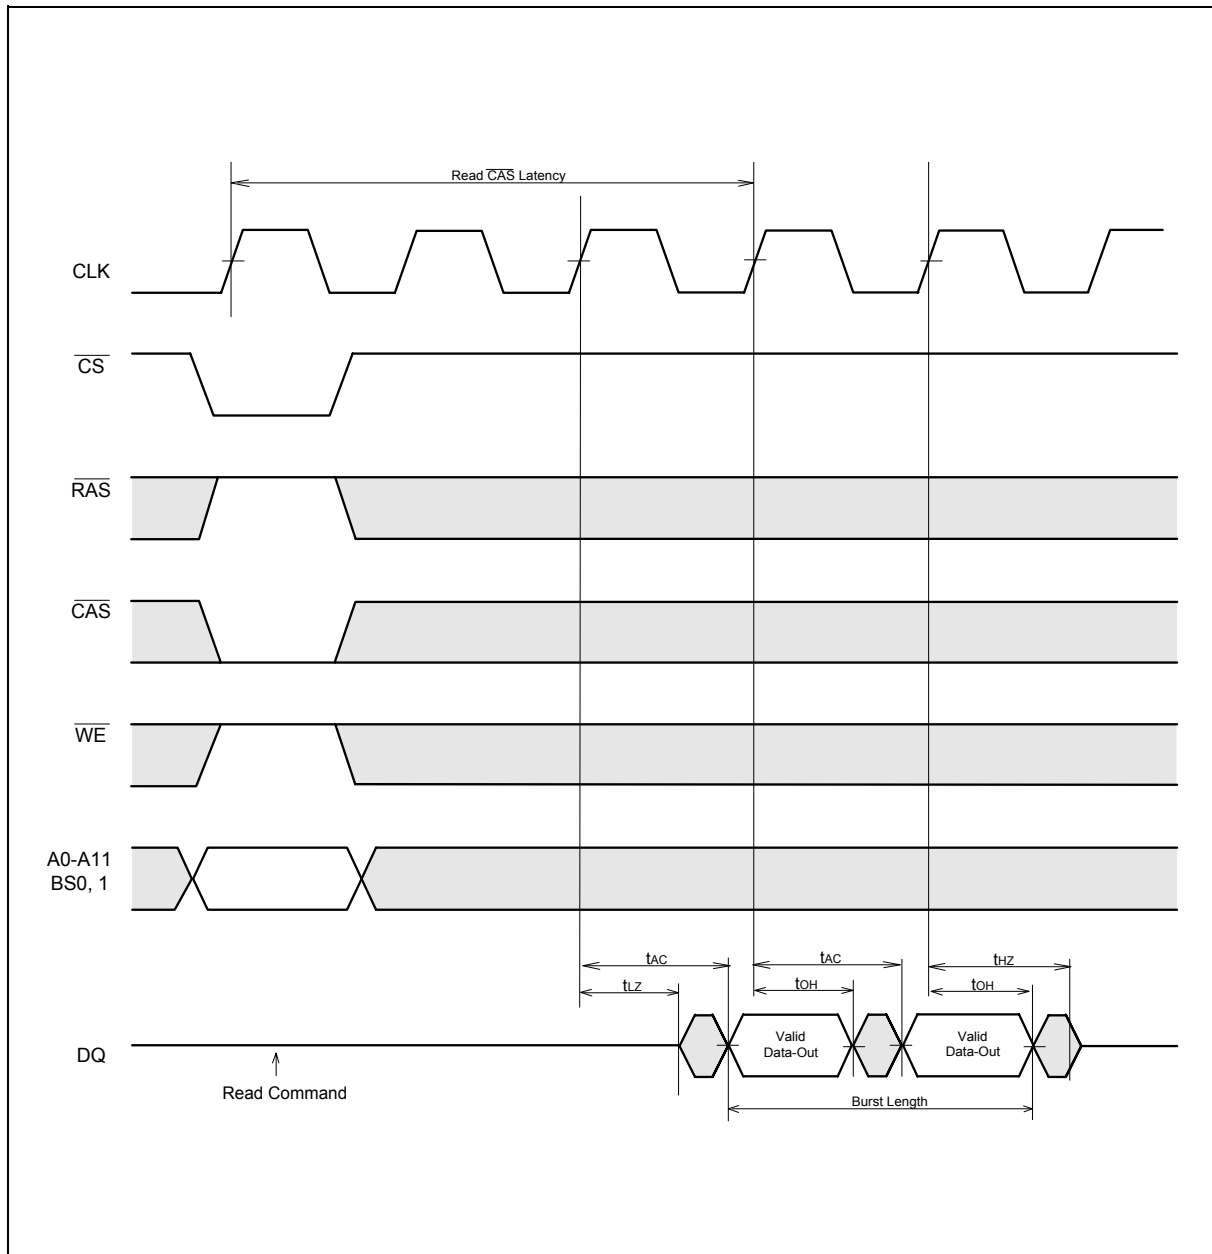 Read CAS Latency
CLK
CS
RAS
CAS
WE
A0-A11
BS0, 1
tAC
tAC
tHZ
tLZ
tOH
tOH
DQ
Valid
Data-Out
Valid
Data-Out
Read Command
Burst Length